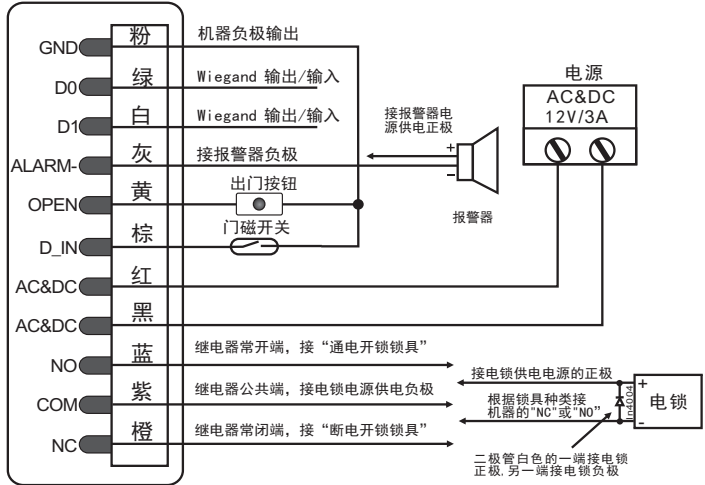 GND 粉 机器负极输出
D0 绿 Wiegand 输出/输入
D1 白 Wiegand 输出/输入
ALARM- 灰 接报警器负极
OPEN 黄 出门按钮
D_IN 棕 门磁开关
AC&DC 红
AC&DC 黑
NO 蓝 继电器常开端，接“通电开锁锁具”
COM 紫 继电器公共端，接电锁电源供电负极
NC 橙 继电器常闭端，接“断电开锁锁具”
接报警器电
源供电正极
+
-
报警器
电源
AC&DC
12V/3A
接电锁供电电源的正极
根据锁具种类接
机器的"NC"或"NO”
In4004
+
电锁
-
二极管白色的一端接电锁
正极,另一端接电锁负极